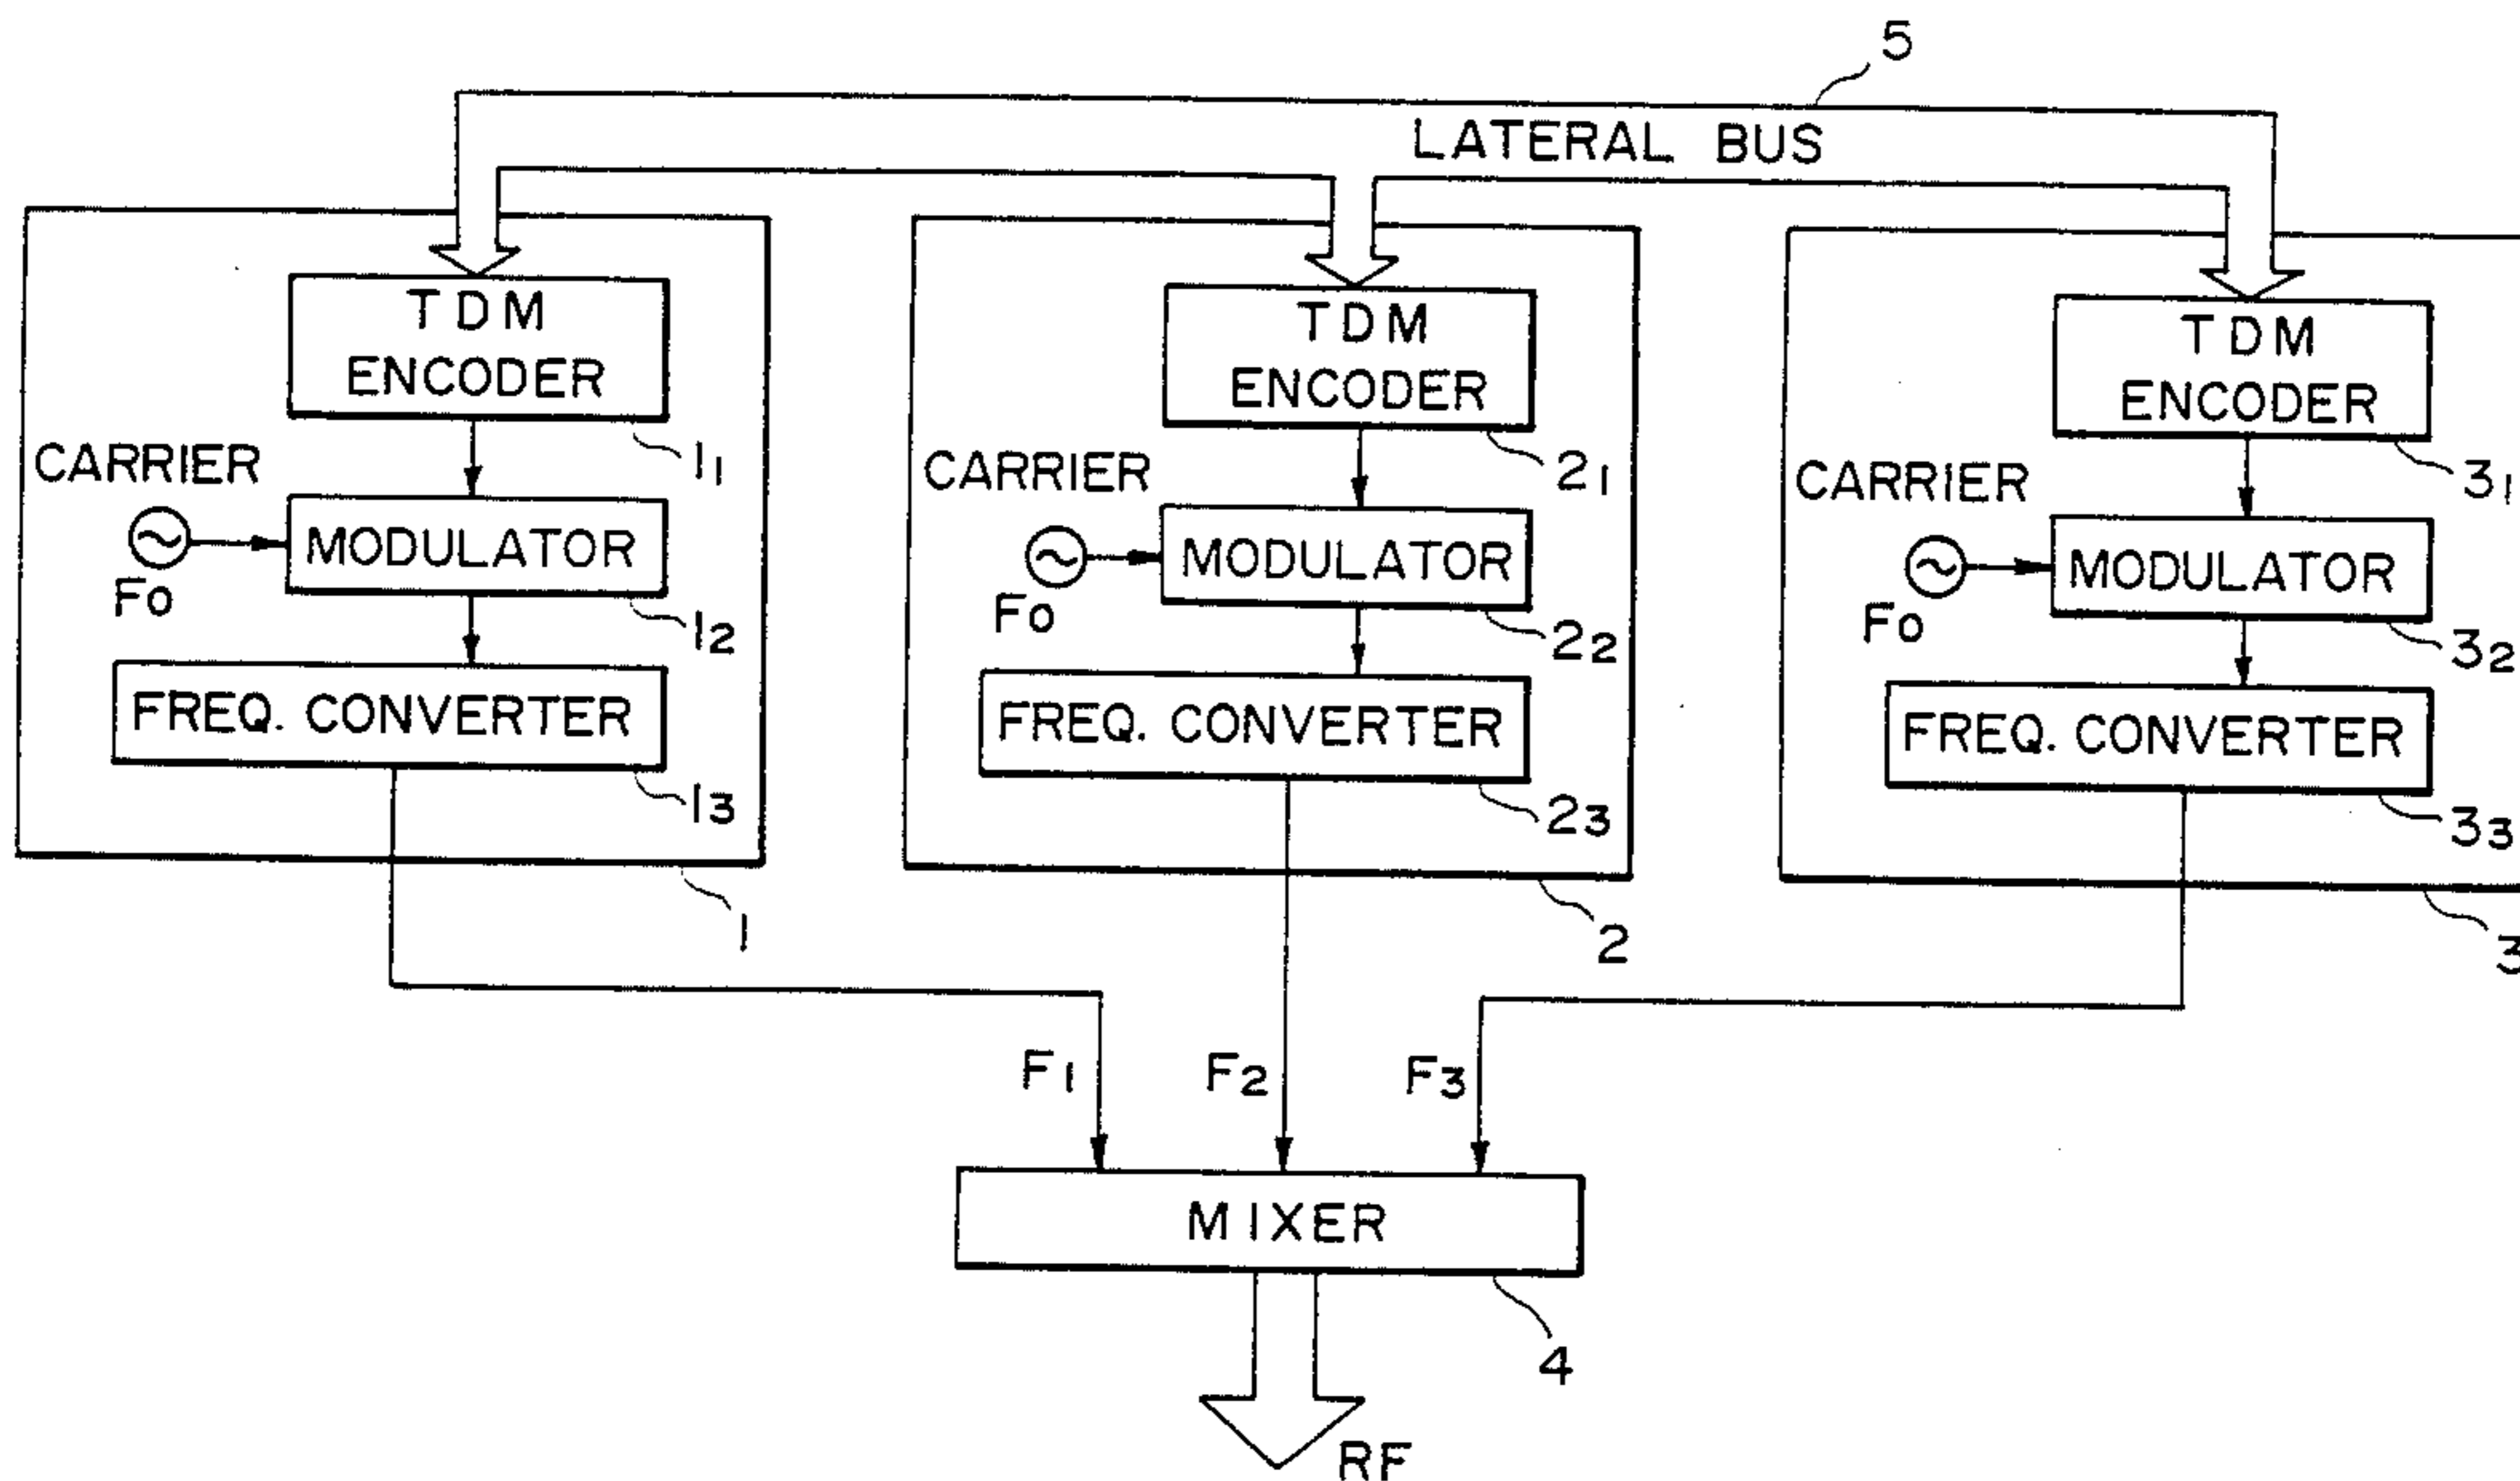 5
LATERAL BUS
TDM
ENCODER
1₁
CARRIER
Fo
MODULATOR
1₂
FREQ. CONVERTER
1₃
1
TDM
ENCODER
2₁
CARRIER
Fo
MODULATOR
2₂
FREQ. CONVERTER
2₃
2
TDM
ENCODER
3₁
CARRIER
Fo
MODULATOR
3₂
FREQ. CONVERTER
3₃
3
F₁
F₂
F₃
MIXER
4
RF